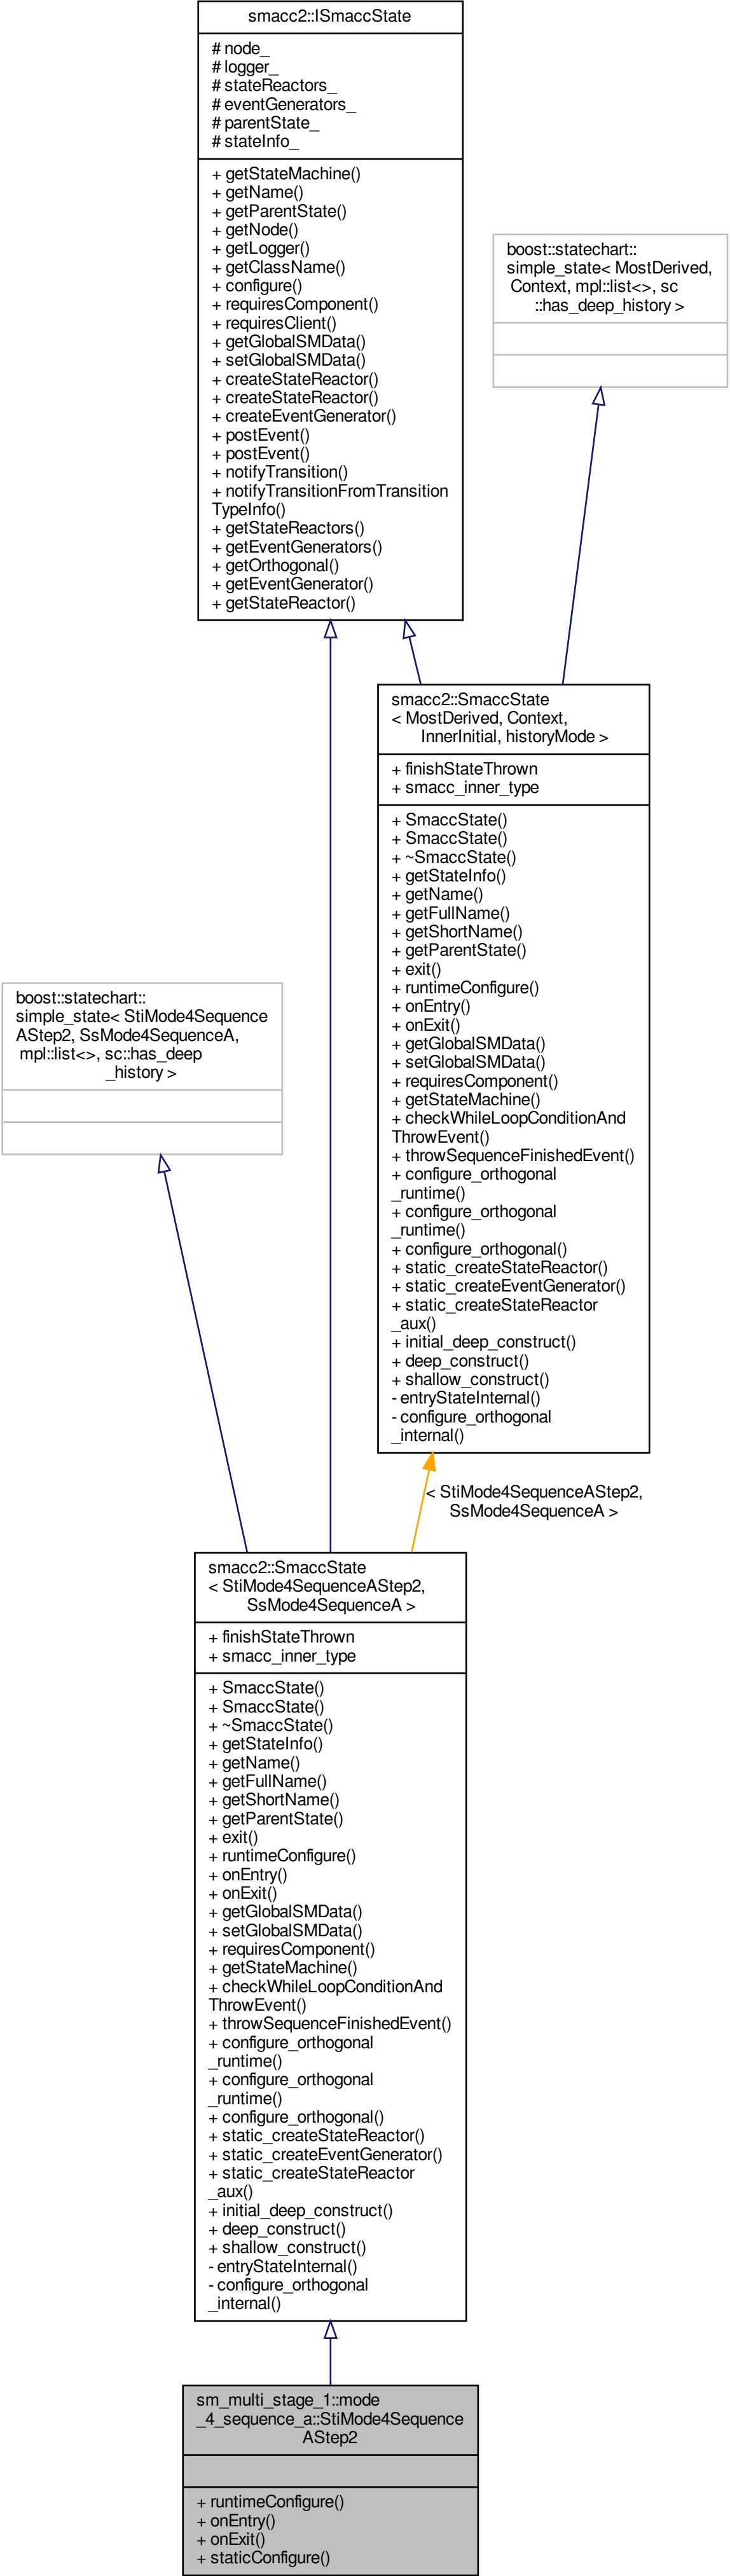 smacc2::ISmaccState
# node_
# logger_
# stateReactors_
# eventGenerators_
# parentState_
# stateInfo_
+ getStateMachine()
+ getName()
+ getParentState()
+ getNode()
+ getLogger()
+ getClassName()
+ configure()
+ requiresComponent()
+ requiresClient()
+ getGlobalSMData()
+ setGlobalSMData()
+ createStateReactor()
+ createStateReactor()
+ createEventGenerator()
+ postEvent()
+ postEvent()
+ notifyTransition()
+ notifyTransitionFromTransition
TypeInfo()
+ getStateReactors()
+ getEventGenerators()
+ getOrthogonal()
+ getEventGenerator()
+ getStateReactor()
boost::statechart::
simple_state< MostDerived,
Context, mpl::list<>, sc
::has_deep_history >
smacc2::SmaccState
< MostDerived, Context,
InnerInitial, historyMode >
+ finishStateThrown
+ smacc_inner_type
+ SmaccState()
+ SmaccState()
+ ~SmaccState()
+ getStateInfo()
+ getName()
+ getFullName()
+ getShortName()
+ getParentState()
+ exit()
+ runtimeConfigure()
+ onEntry()
+ onExit()
+ getGlobalSMData()
+ setGlobalSMData()
+ requiresComponent()
+ getStateMachine()
+ checkWhileLoopConditionAnd
ThrowEvent()
+ throwSequenceFinishedEvent()
+ configure_orthogonal
_runtime()
+ configure_orthogonal
_runtime()
+ configure_orthogonal()
+ static_createStateReactor()
+ static_createEventGenerator()
+ static_createStateReactor
_aux()
+ initial_deep_construct()
+ deep_construct()
+ shallow_construct()
- entryStateInternal()
- configure_orthogonal
_internal()
boost::statechart::
simple_state< StiMode4Sequence
AStep2, SsMode4SequenceA,
mpl::list<>, sc::has_deep
_history >
< StiMode4SequenceAStep2,
SsMode4SequenceA >
smacc2::SmaccState
< StiMode4SequenceAStep2,
SsMode4SequenceA >
+ finishStateThrown
+ smacc_inner_type
+ SmaccState()
+ SmaccState()
+ ~SmaccState()
+ getStateInfo()
+ getName()
+ getFullName()
+ getShortName()
+ getParentState()
+ exit()
+ runtimeConfigure()
+ onEntry()
+ onExit()
+ getGlobalSMData()
+ setGlobalSMData()
+ requiresComponent()
+ getStateMachine()
+ checkWhileLoopConditionAnd
ThrowEvent()
+ throwSequenceFinishedEvent()
+ configure_orthogonal
_runtime()
+ configure_orthogonal
_runtime()
+ configure_orthogonal()
+ static_createStateReactor()
+ static_createEventGenerator()
+ static_createStateReactor
_aux()
+ initial_deep_construct()
+ deep_construct()
+ shallow_construct()
- entryStateInternal()
- configure_orthogonal
_internal()
sm_multi_stage_1::mode
_4_sequence_a::StiMode4Sequence
AStep2
+ runtimeConfigure()
+ onEntry()
+ onExit()
+ staticConfigure()